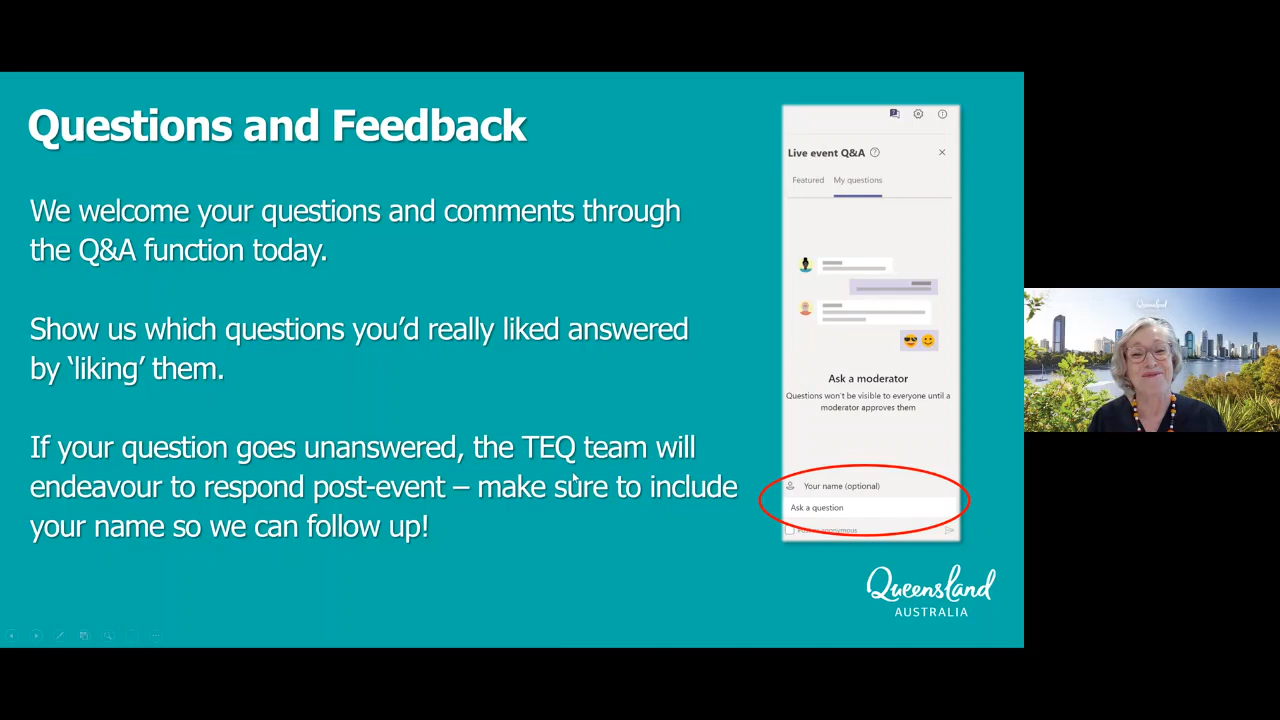 Questions and Feedback
We welcome your questions and comments through
the Q&A function today.
Show us which questions you’d really liked answered
by ‘liking’ them.
If your question goes unanswered, the TEQ team will
endeavour to respond post-event – make sure to include
your name so we can follow up!
Live event Q&A
Featured My questions
Ask a moderator
Questions won't be visible to everyone until a
moderator approves them
Your name (optional)
Ask a question
Queensland
AUSTRALIA
Queensland